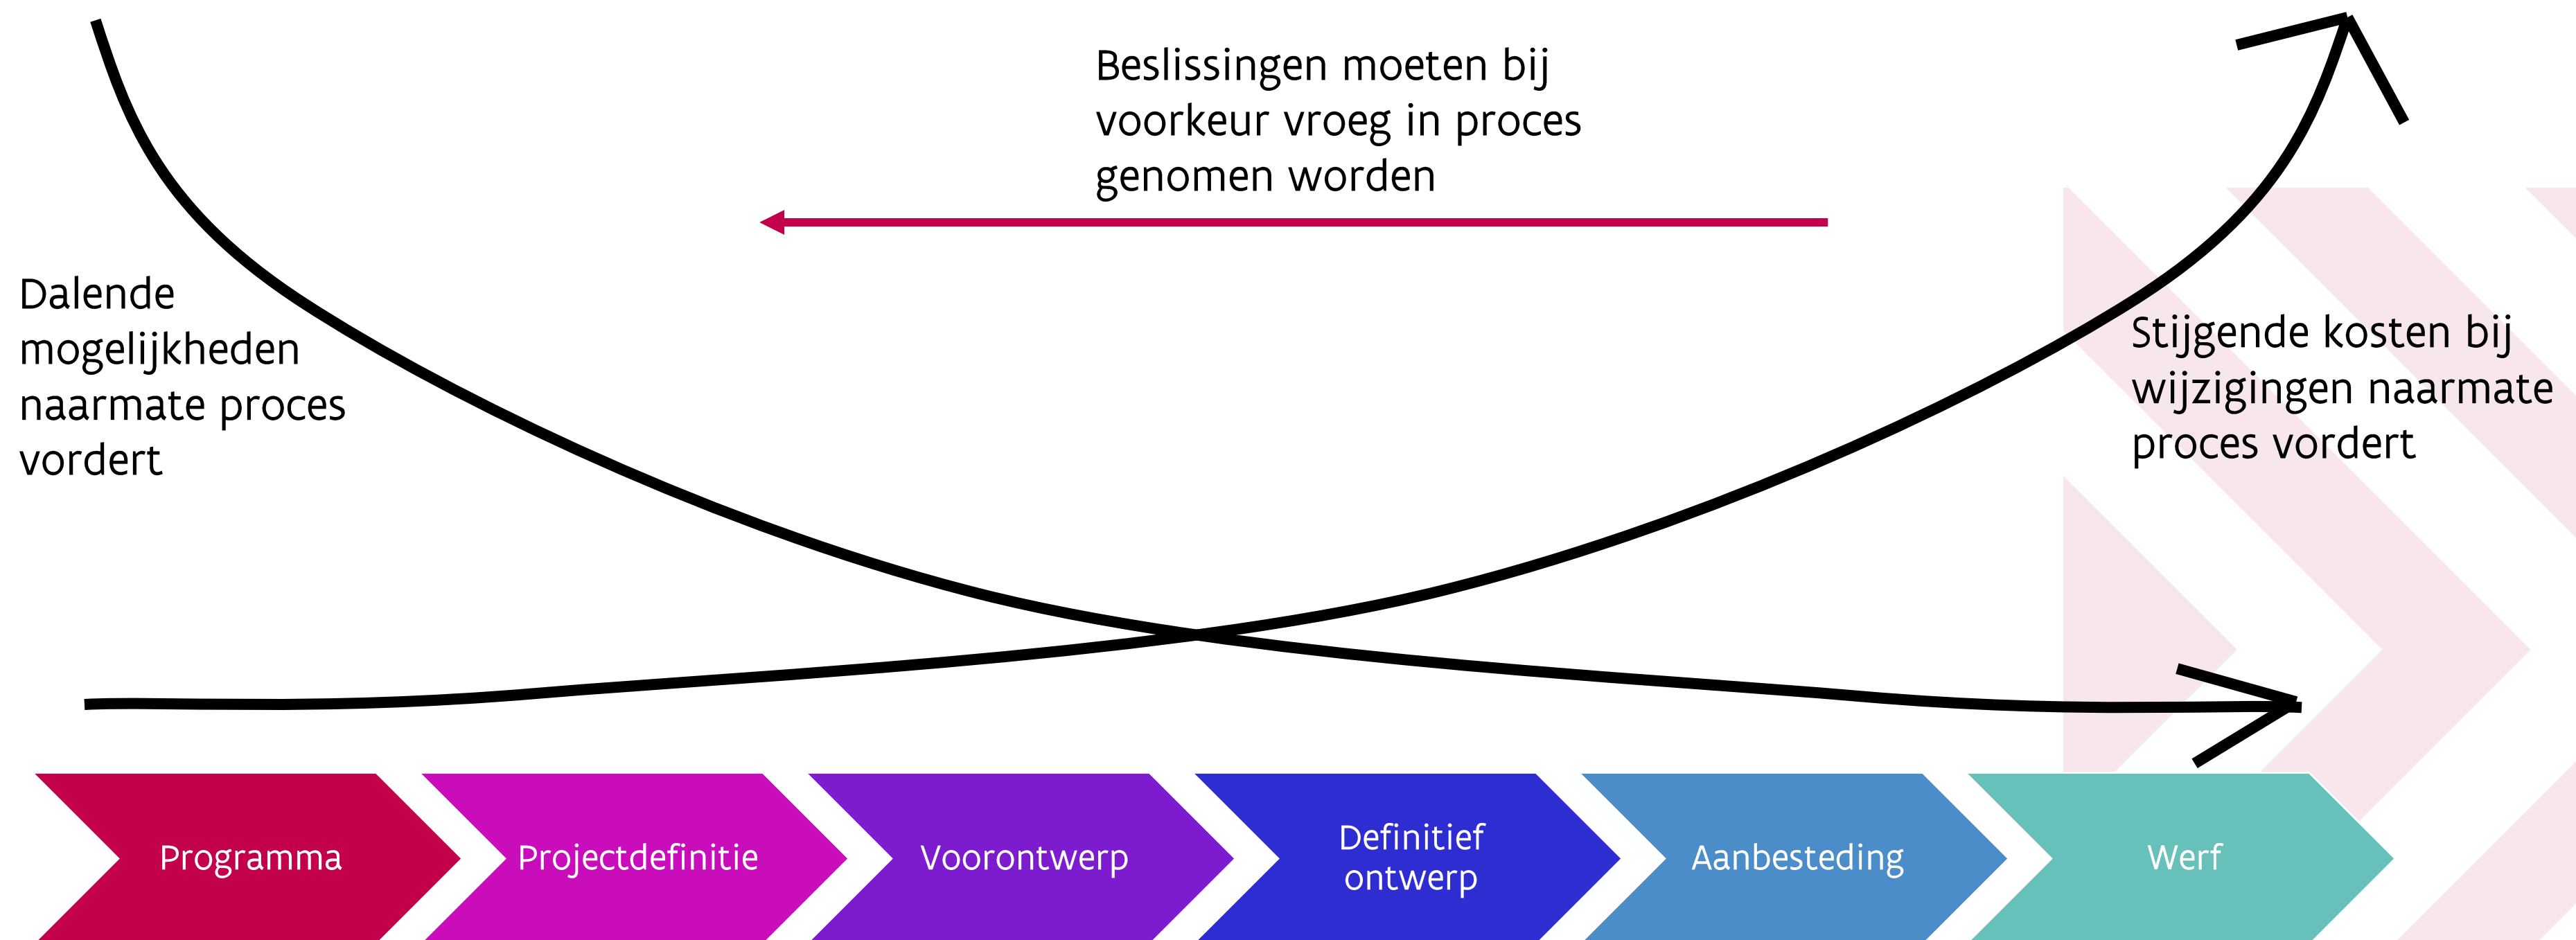 Beslissingen moeten bij
voorkeur vroeg in proces
genomen worden
Dalende
mogelijkheden
naarmate proces
vordert
Stijgende kosten bij
wijzigingen naarmate
proces vordert
Programma
Projectdefinitie
Voorontwerp
Definitief
ontwerp
Aanbesteding
Werf